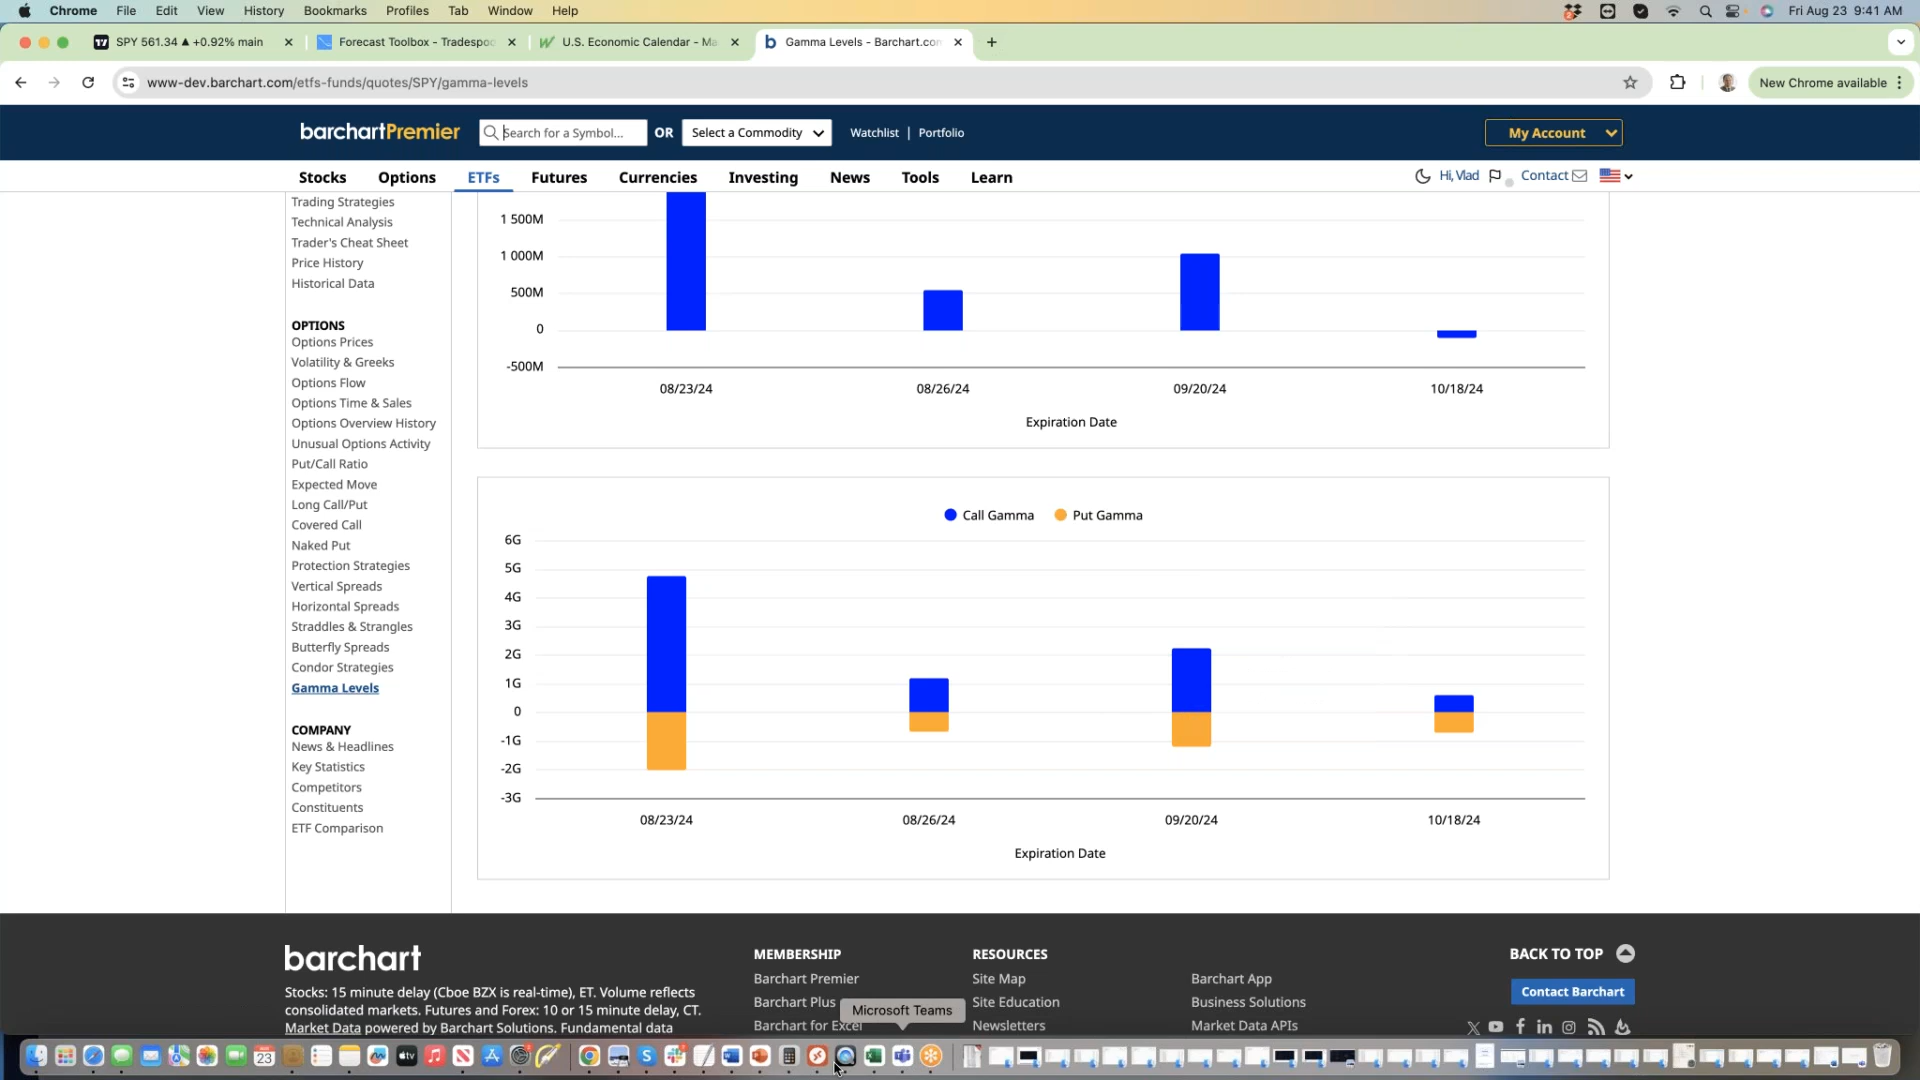 Chrome File Edit View History Bookmarks Profiles Tab Window Help Fri Aug 23 9:41 AM
SPY 561.34 ▲ +0.92% main Forecast Toolbox - Tradespoo U.S. Economic Calendar - Ma Gamma Levels - Barchart.com
www-dev.barchart.com/etfs-funds/quotes/SPY/gamma-levels New Chrome available
barchartPremier Search for a Symbol... OR Select a Commodity Watchlist | Portfolio My Account
Stocks Options ETFs Futures Currencies Investing News Tools Learn Hi, Vlad Contact
Trading Strategies
Technical Analysis
Trader's Cheat Sheet
Price History
Historical Data
OPTIONS
Options Prices
Volatility & Greeks
Options Flow
Options Time & Sales
Options Overview History
Unusual Options Activity
Put/Call Ratio
Expected Move
Long Call/Put
Covered Call
Naked Put
Protection Strategies
Vertical Spreads
Horizontal Spreads
Straddles & Strangles
Butterfly Spreads
Condor Strategies
Gamma Levels
COMPANY
News & Headlines
Key Statistics
Competitors
Constituents
ETF Comparison
1 500M
1 000M
500M
0
-500M
08/23/24 08/26/24 09/20/24 10/18/24
Expiration Date
Call Gamma Put Gamma
6G
5G
4G
3G
2G
1G
0
-1G
-2G
-3G
08/23/24 08/26/24 09/20/24 10/18/24
Expiration Date
barchart
Stocks: 15 minute delay (Cboe BZX is real-time), ET. Volume reflects
consolidated markets. Futures and Forex: 10 or 15 minute delay, CT.
Market Data powered by Barchart Solutions. Fundamental data
MEMBERSHIP
Barchart Premier
Barchart Plus
Barchart for Excel
Microsoft Teams
RESOURCES
Site Map
Site Education
Newsletters
Barchart App
Business Solutions
Market Data APIs
BACK TO TOP
Contact Barchart
23